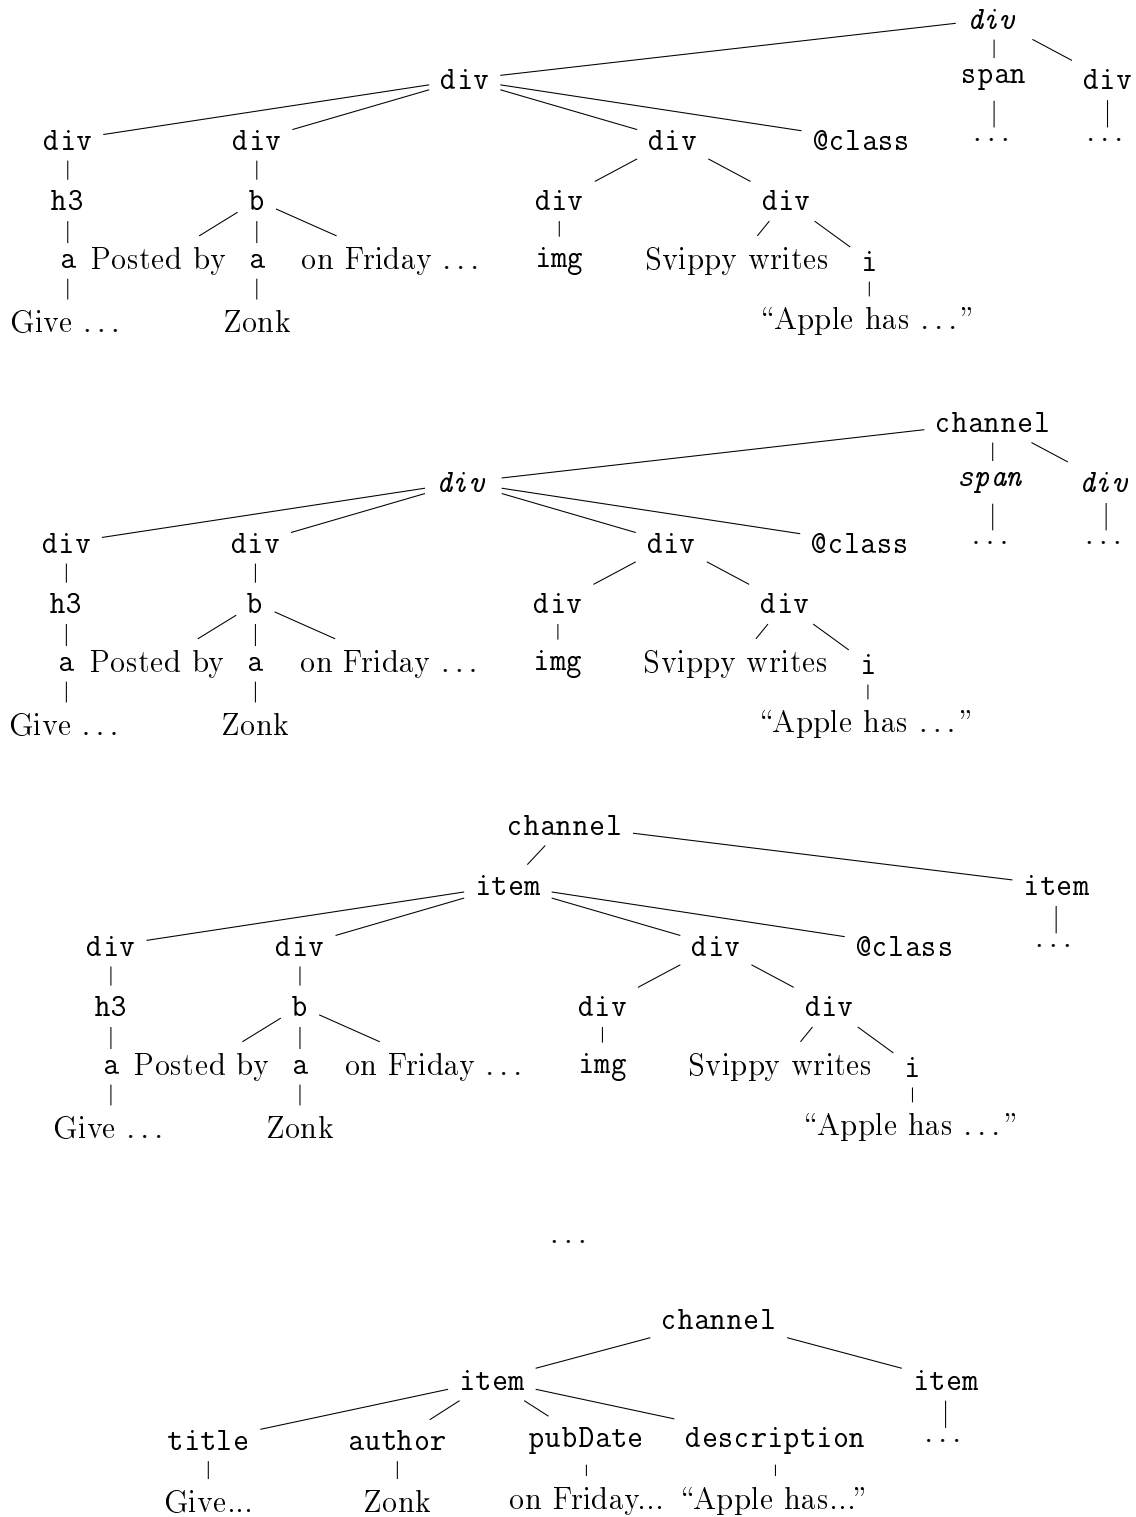 div
div span div
div div div @class … …
h3 b div div
a Posted by a on Friday … img Svippy writes i
Give … Zonk “Apple has …”
channel
div span div
div div div @class … …
h3 b div div
a Posted by a on Friday … img Svippy writes i
Give … Zonk “Apple has …”
channel
item item
div div div @class …
h3 b div div
a Posted by a on Friday … img Svippy writes i
Give … Zonk “Apple has …”
…
channel
item item
title author pubDate description …
Give... Zonk on Friday... “Apple has...”